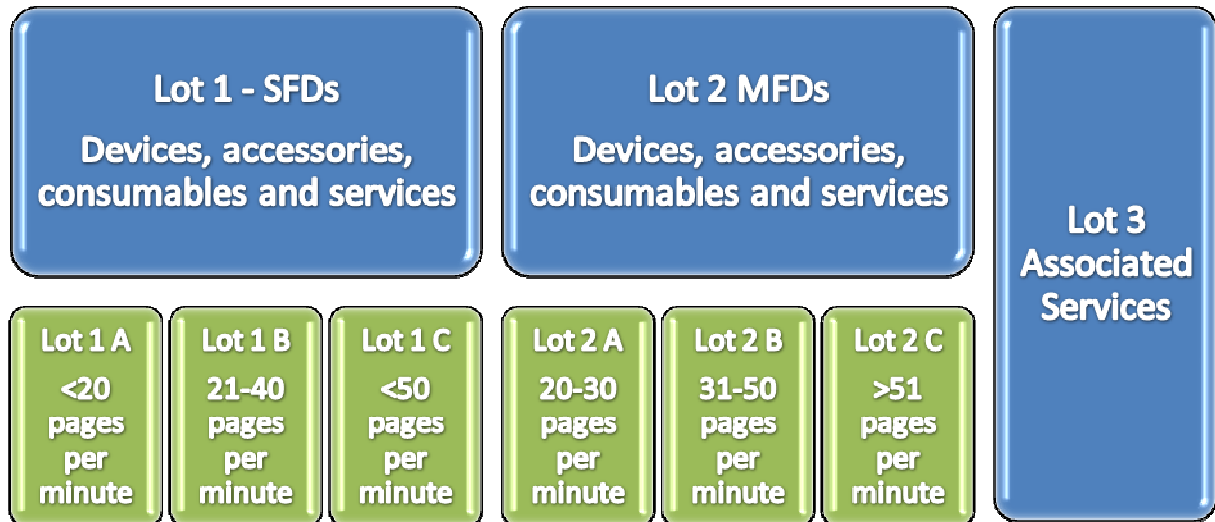 Lot 1 - SFDs
Devices, accessories,
consumables and services
Lot 2 MFDs
Devices, accessories,
consumables and services
Lot 3
Associated
Services
Lot 1 A
<20
pages
per
minute
Lot 1 B
21-40
pages
per
minute
Lot 1 C
<50
pages
per
minute
Lot 2 A
20-30
pages
per
minute
Lot 2 B
31-50
pages
per
minute
Lot 2 C
>51
pages
per
minute